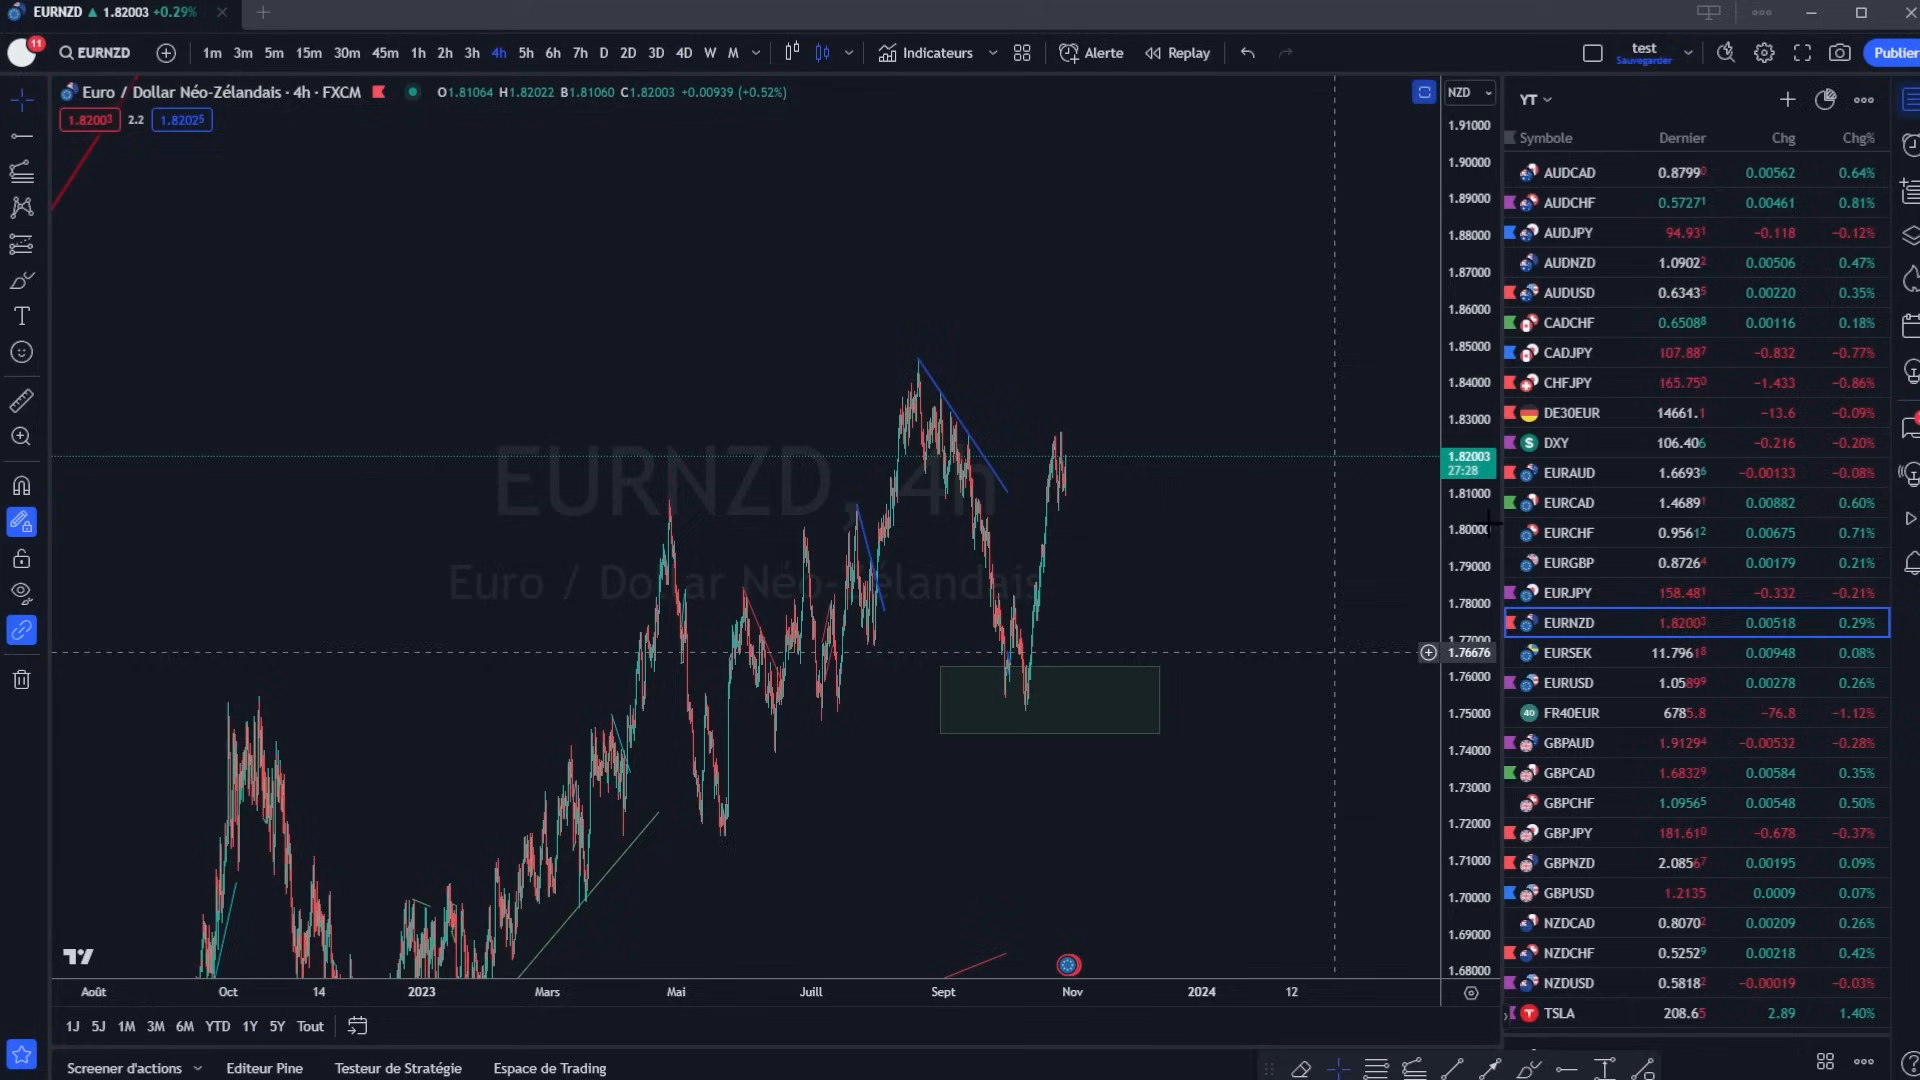 EURNZD ▲ 1.82003 +0.29%
11
EURNZD
1m 3m 5m 15m 30m 45m 1h 2h 3h 4h 5h 6h 7h D 2D 3D 4D W M
Indicateurs
Alerte
Replay
test
Sauvegarder
Publier
Euro / Dollar Néo-Zélandais · 4h · FXCM
O1.81064 H1.82022 B1.81060 C1.82003 +0.00939 (+0.52%)
1.82003 2.2 1.82025
EURNZD, 4h
Euro / Dollar Néo-Zélandais
NZD
1.91000
1.90000
1.89000
1.88000
1.87000
1.86000
1.85000
1.84000
1.83000
1.82003
27:28
1.81000
1.80000
1.79000
1.78000
1.77000
1.76676
1.76000
1.75000
1.74000
1.73000
1.72000
1.71000
1.70000
1.69000
1.68000
Août Oct 14 2023 Mars Mai Juill Sept Nov 2024 12
1J 5J 1M 3M 6M YTD 1Y 5Y Tout
Screener d'actions
Editeur Pine
Testeur de Stratégie
Espace de Trading
YT
Symbole Dernier Chg Chg%
AUDCAD 0.87990 0.00562 0.64%
AUDCHF 0.57271 0.00461 0.81%
AUDJPY 94.931 −0.118 −0.12%
AUDNZD 1.09022 0.00506 0.47%
AUDUSD 0.63435 0.00220 0.35%
CADCHF 0.65088 0.00116 0.18%
CADJPY 107.887 −0.832 −0.77%
CHFJPY 165.750 −1.433 −0.86%
DE30EUR 14661.1 −13.6 −0.09%
DXY 106.406 −0.216 −0.20%
EURAUD 1.66936 −0.00133 −0.08%
EURCAD 1.46891 0.00882 0.60%
EURCHF 0.95612 0.00675 0.71%
EURGBP 0.87264 0.00179 0.21%
EURJPY 158.481 −0.332 −0.21%
EURNZD 1.82003 0.00518 0.29%
EURSEK 11.79618 0.00948 0.08%
EURUSD 1.05899 0.00278 0.26%
40 FR40EUR 6785.8 −76.8 −1.12%
GBPAUD 1.91294 −0.00532 −0.28%
GBPCAD 1.68329 0.00584 0.35%
GBPCHF 1.09565 0.00548 0.50%
GBPJPY 181.610 −0.678 −0.37%
GBPNZD 2.08567 0.00195 0.09%
GBPUSD 1.2135 0.0009 0.07%
NZDCAD 0.80702 0.00209 0.26%
NZDCHF 0.52529 0.00218 0.42%
NZDUSD 0.58182 −0.00019 −0.03%
TSLA 208.65 2.89 1.40%